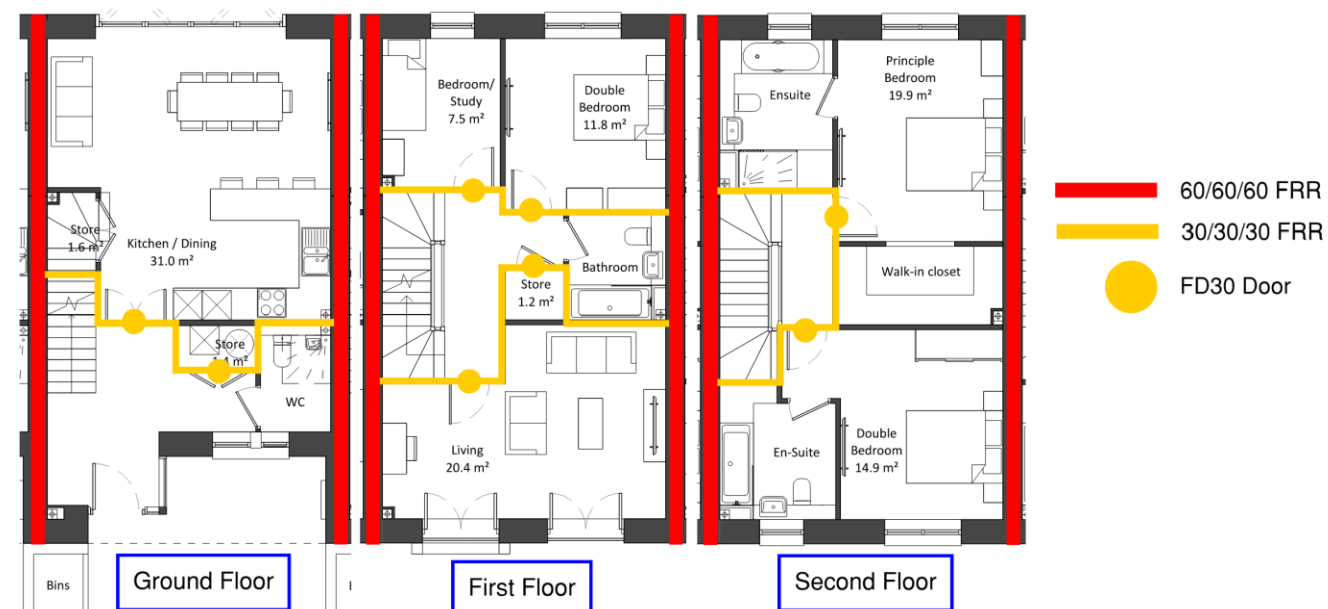 Store
1.6 m²
Kitchen / Dining
31.0 m²
Store
1.4 m²
WC
Bins
Ground Floor
Bedroom/
Study
7.5 m²
Double
Bedroom
11.8 m²
Bathroom
Store
1.2 m²
Living
20.4 m²
First Floor
Ensuite
Principle
Bedroom
19.9 m²
Walk-in closet
En-Suite
Double
Bedroom
14.9 m²
Second Floor
60/60/60 FRR
30/30/30 FRR
FD30 Door